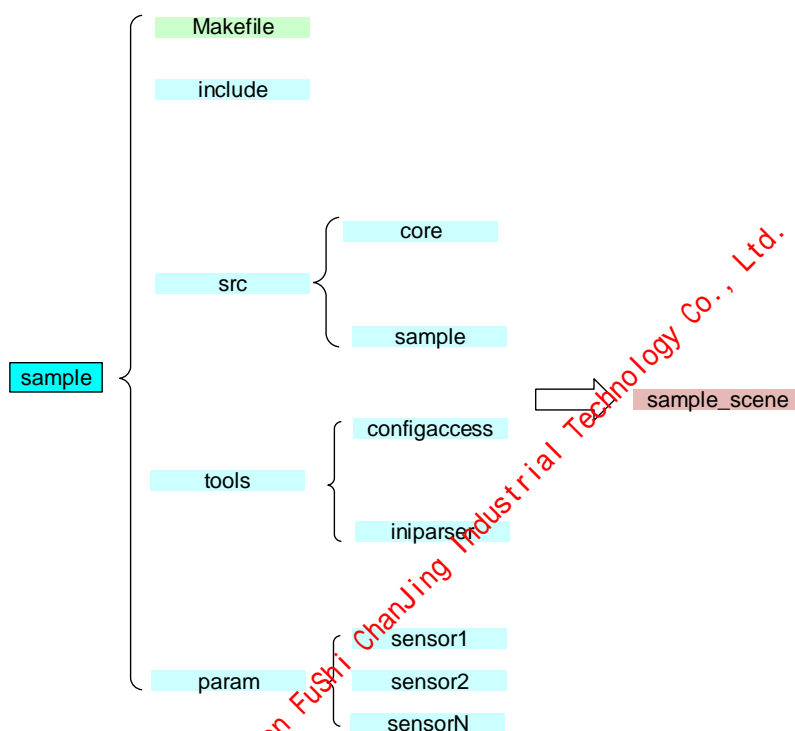 Makefile
include
core
src
sample
sample
sample_scene
configaccess
tools
iniparser
sensor1
param
sensor2
sensorN
FuShi ChanJing Industrial Technology Co., Ltd.